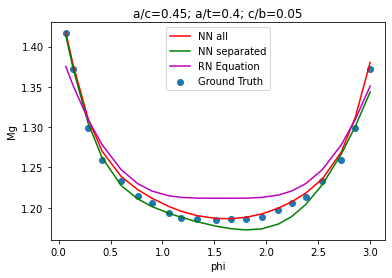 a/c=0.45; a/t=0.4; c/b=0.05
NN all
NN separated
RN Equation
Ground Truth
Mg
1.40
1.35
1.30
1.25
1.20
0.0 0.5 1.0 1.5 2.0 2.5 3.0
phi